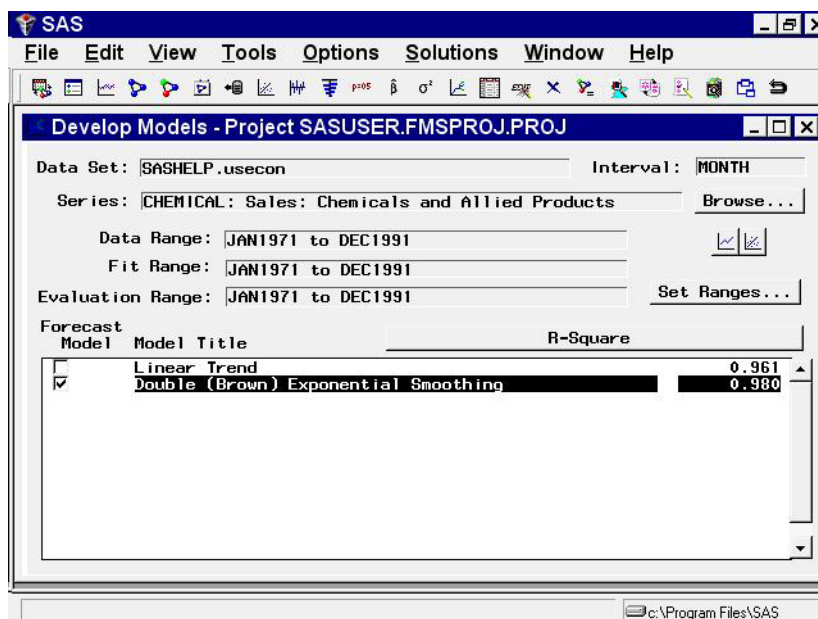 SAS
File Edit View Tools Options Solutions Window Help
p=05 β̂ σ²
Develop Models - Project SASUSER.FMSPROJ.PROJ
Data Set: SASHELP.usecon Interval: MONTH
Series: CHEMICAL: Sales: Chemicals and Allied Products Browse...
Data Range: JAN1971 to DEC1991
Fit Range: JAN1971 to DEC1991
Evaluation Range: JAN1971 to DEC1991 Set Ranges...
Forecast
Model Model Title R-Square
Linear Trend 0.961
Double (Brown) Exponential Smoothing 0.980
c:\Program Files\SAS